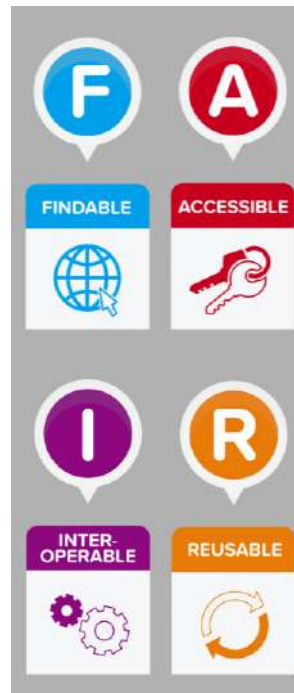 F
A
FINDABLE
ACCESSIBLE
I
R
INTER-
OPERABLE
REUSABLE